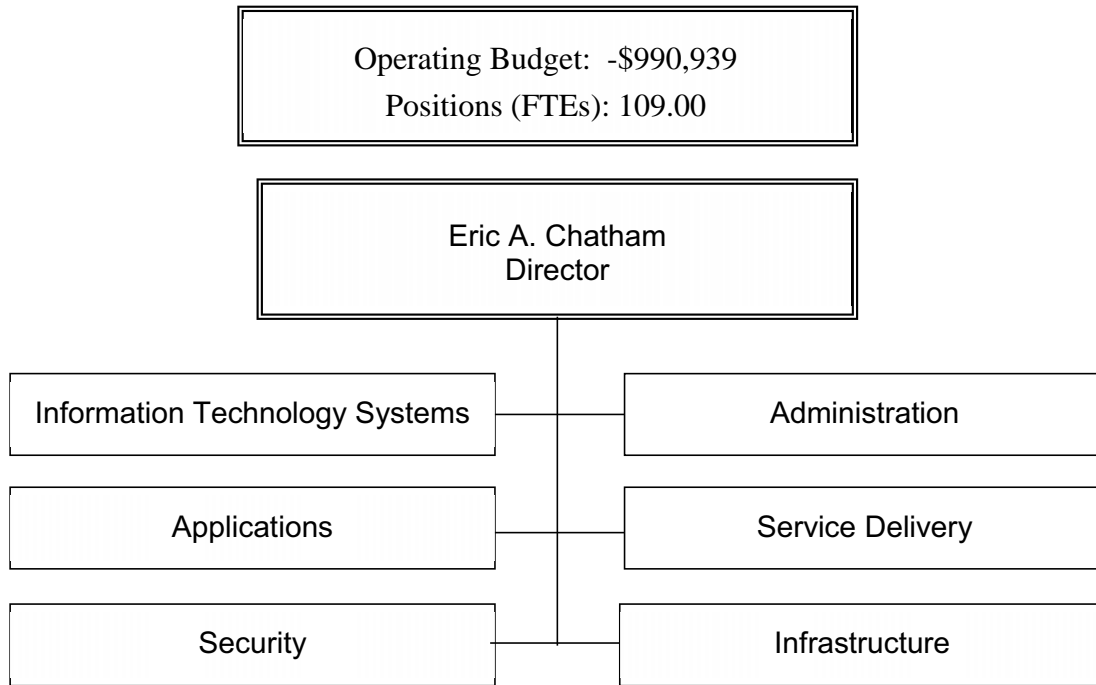 Operating Budget:  -$990,939
Positions (FTEs): 109.00
Eric A. Chatham
Director
Information Technology Systems
Administration
Applications
Service Delivery
Security
Infrastructure